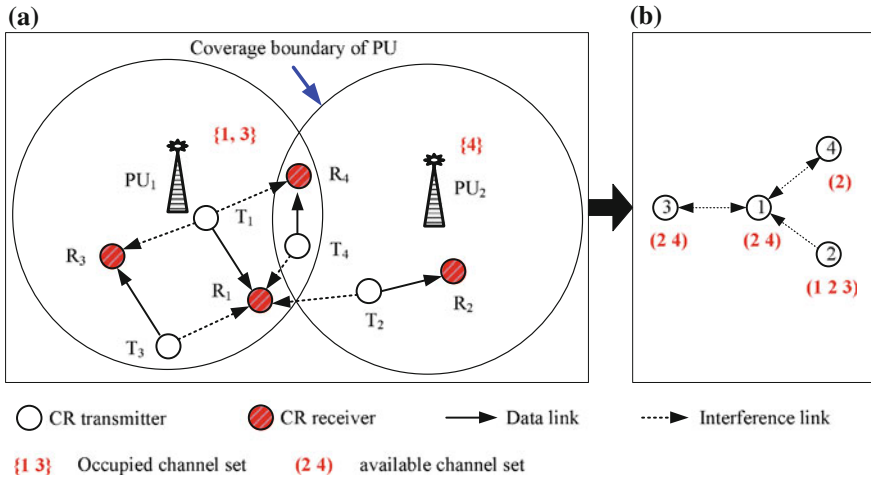 (a)
(b)
Coverage boundary of PU
{1, 3}
{4}
PU1
R4
PU2
T1
T4
R3
R1
R2
T2
T3
4
(2)
3
1
(2 4)
(2 4)
2
(1 2 3)
CR transmitter
CR receiver
Data link
Interference link
{1 3} Occupied channel set
(2 4) available channel set